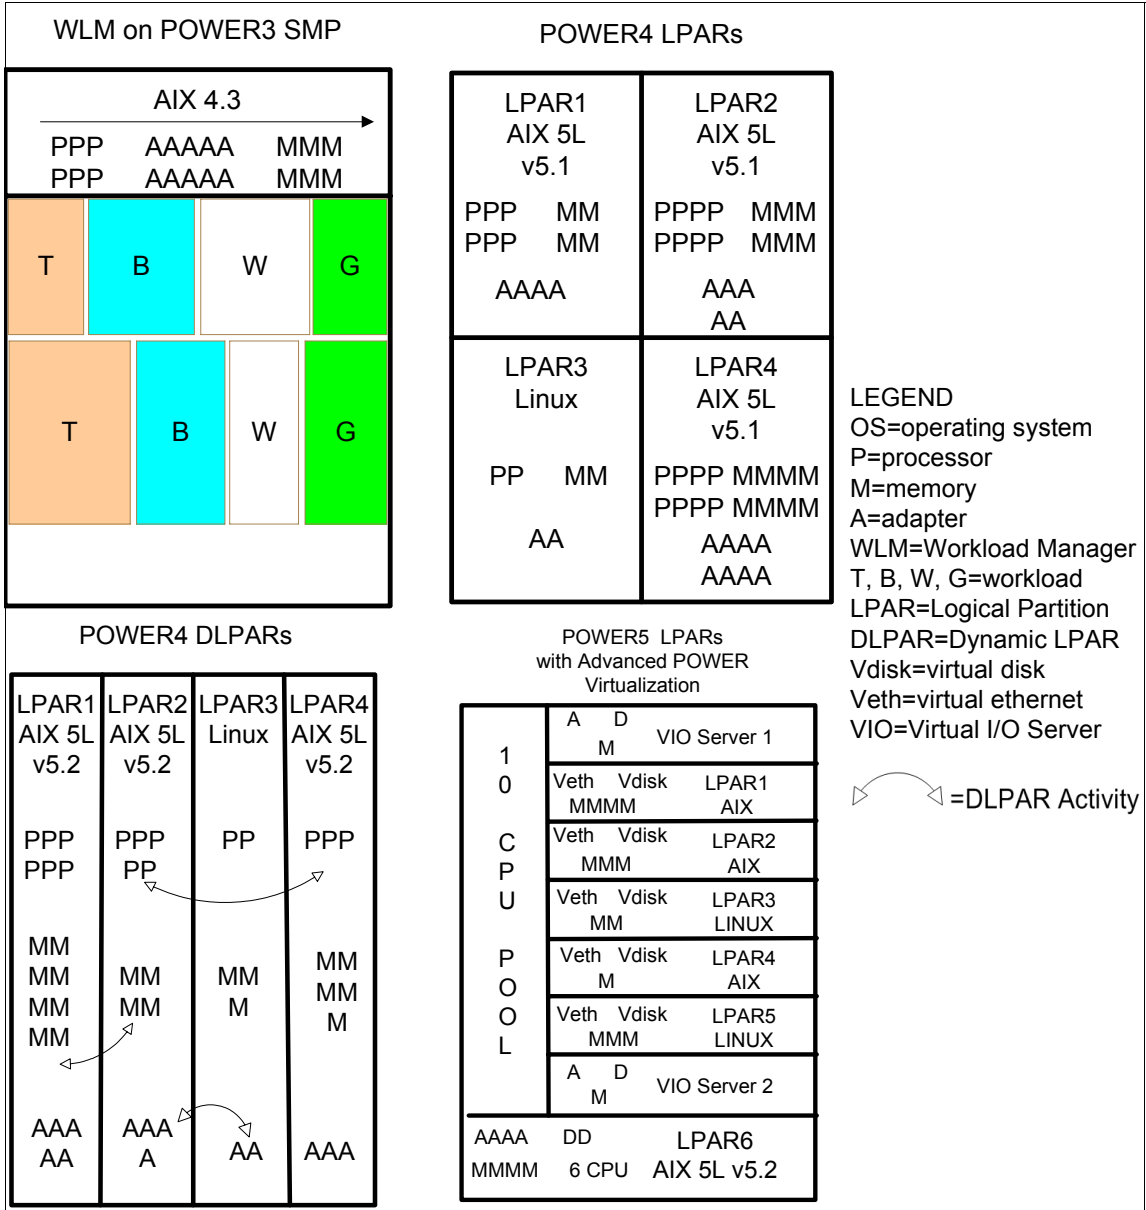 WLM on POWER3 SMP
AIX 4.3
PPP AAAAA MMM
PPP AAAAA MMM
T B W G
T B W G
POWER4 LPARs
LPAR1
AIX 5L
v5.1
PPP MM
PPP MM
AAAA
LPAR2
AIX 5L
v5.1
PPPP MMM
PPPP MMM
AAA
AA
LPAR3
Linux
PP MM
AA
LPAR4
AIX 5L
v5.1
PPPP MMMM
PPPP MMMM
AAAA
AAAA
LEGEND
OS=operating system
P=processor
M=memory
A=adapter
WLM=Workload Manager
T, B, W, G=workload
LPAR=Logical Partition
DLPAR=Dynamic LPAR
Vdisk=virtual disk
Veth=virtual ethernet
VIO=Virtual I/O Server
=DLPAR Activity
POWER4 DLPARs
LPAR1
AIX 5L
v5.2
PPP
PPP
MM
MM
MM
MM
AAA
AA
LPAR2
AIX 5L
v5.2
PPP
PP
MM
MM
AAA
A
LPAR3
Linux
PP
MM
M
AA
LPAR4
AIX 5L
v5.2
PPP
MM
MM
M
AAA
POWER5 LPARs
with Advanced POWER
Virtualization
1
0
C
P
U
P
O
O
L
A D
M VIO Server 1
Veth Vdisk LPAR1
MMMM AIX
Veth Vdisk LPAR2
MMM AIX
Veth Vdisk LPAR3
MM LINUX
Veth Vdisk LPAR4
M AIX
Veth Vdisk LPAR5
MMM LINUX
A D
M VIO Server 2
AAAA DD LPAR6
MMMM 6 CPU AIX 5L v5.2